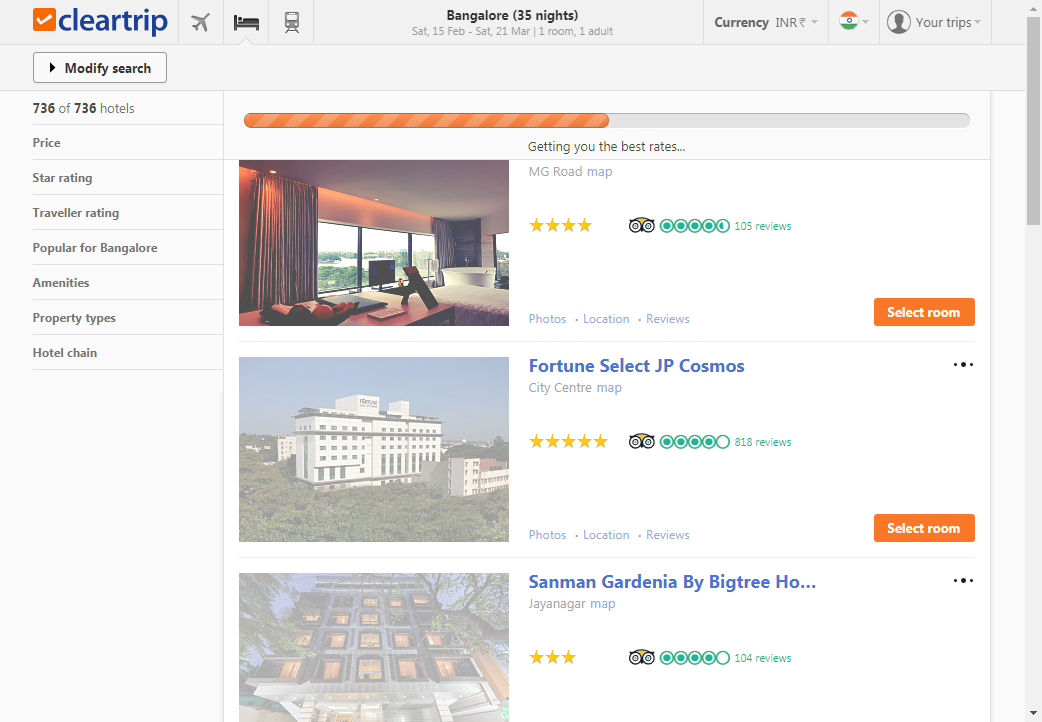 cleartrip
Bangalore (35 nights)
Sat, 15 Feb - Sat, 21 Mar | 1 room, 1 adult
Currency INR ₹
Your trips
Modify search
736 of 736 hotels
Price
Star rating
Traveller rating
Popular for Bangalore
Amenities
Property types
Hotel chain
Getting you the best rates...
MG Road map
105 reviews
Photos • Location • Reviews
Select room
Fortune Select JP Cosmos
City Centre map
818 reviews
Photos • Location • Reviews
Select room
Sanman Gardenia By Bigtree Ho...
Jayanagar map
104 reviews